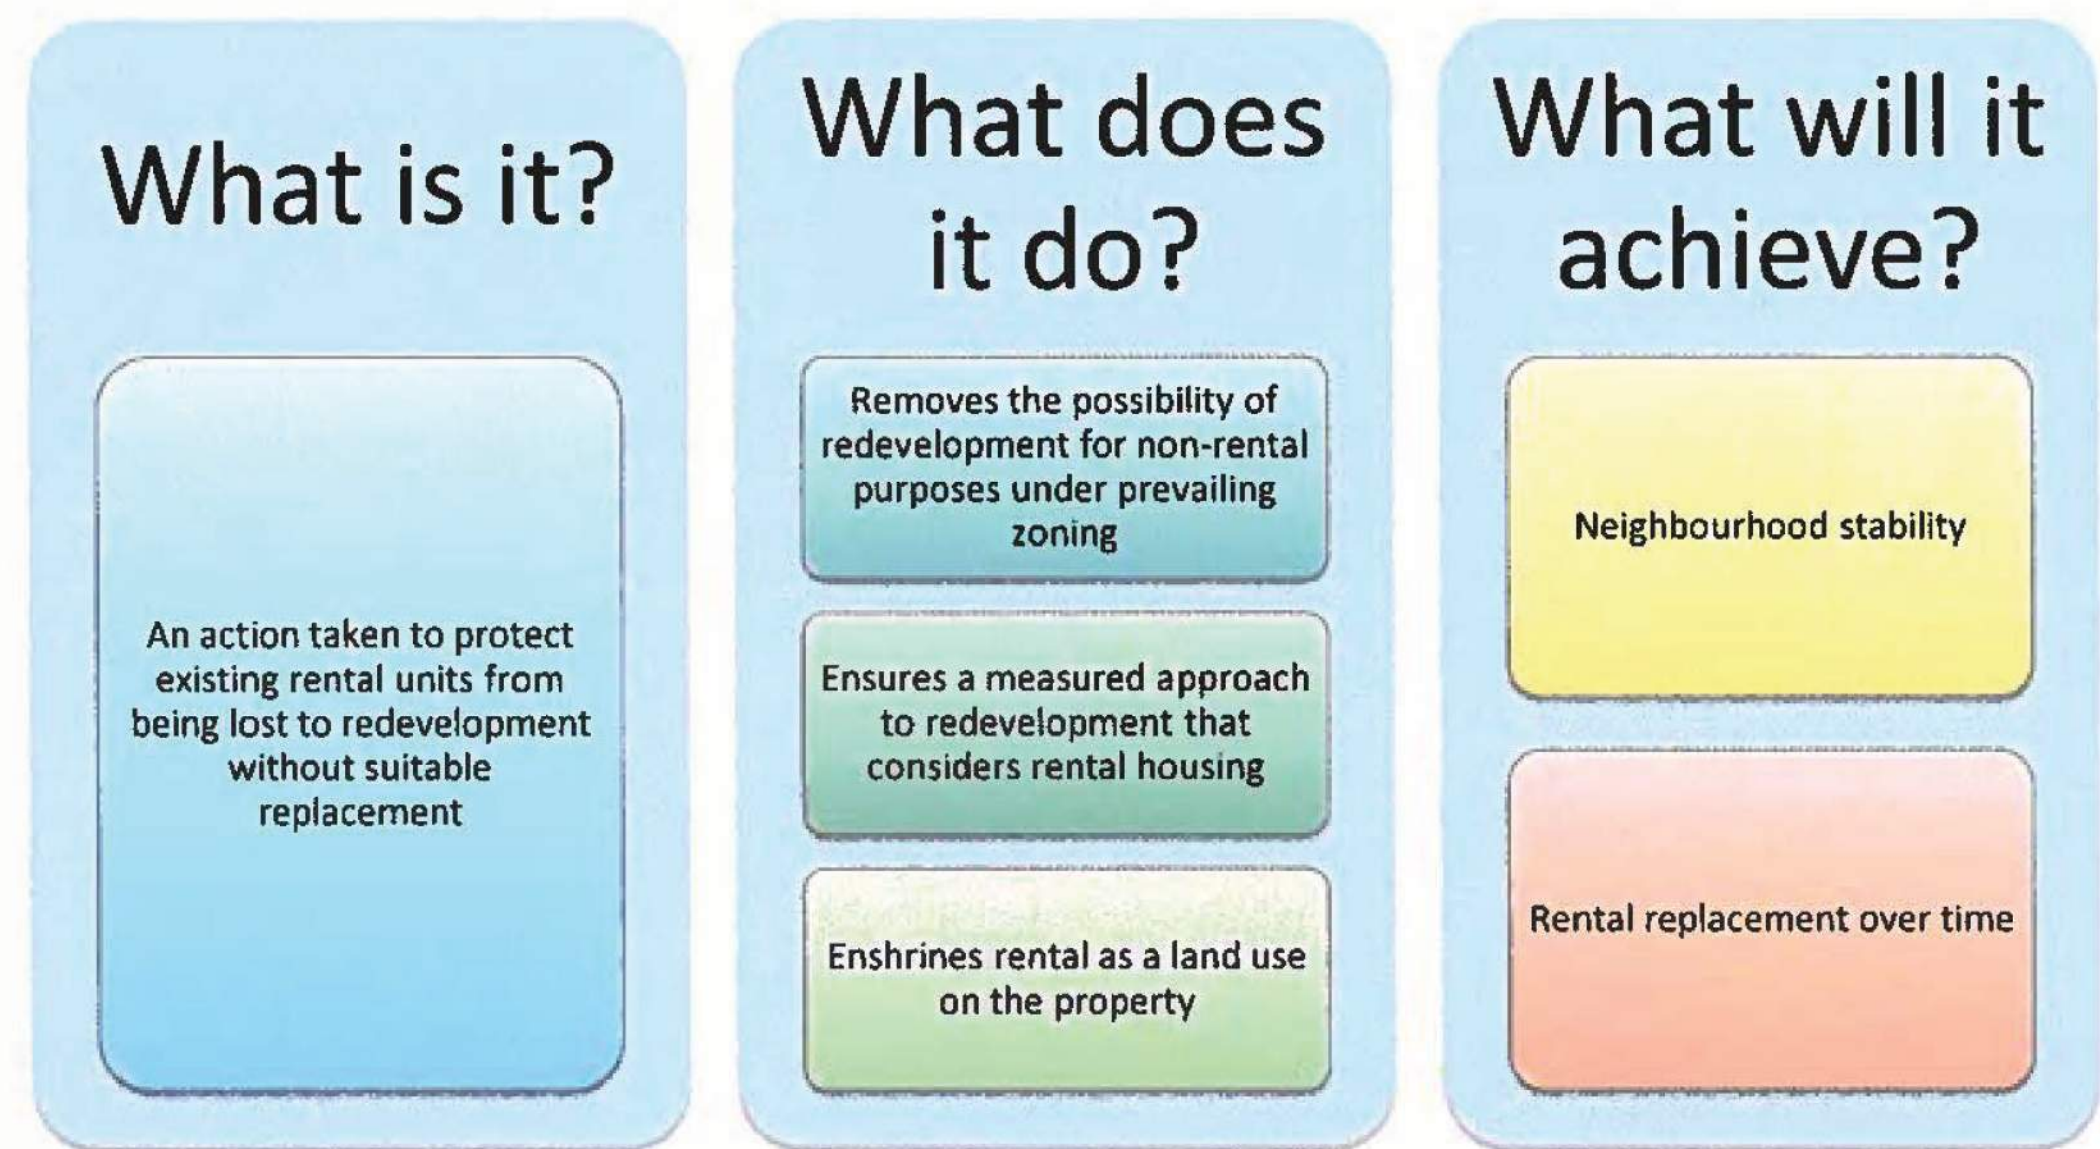 What is it?
An action taken to protect
existing rental units from
being lost to redevelopment
without suitable
replacement
What does
it do?
Removes the possibility of
redevelopment for non-rental
purposes under prevailing
zoning
Ensures a measured approach
to redevelopment that
considers rental housing
Enshrines rental as a land use
on the property
What will it
achieve?
Neighbourhood stability
Rental replacement over time